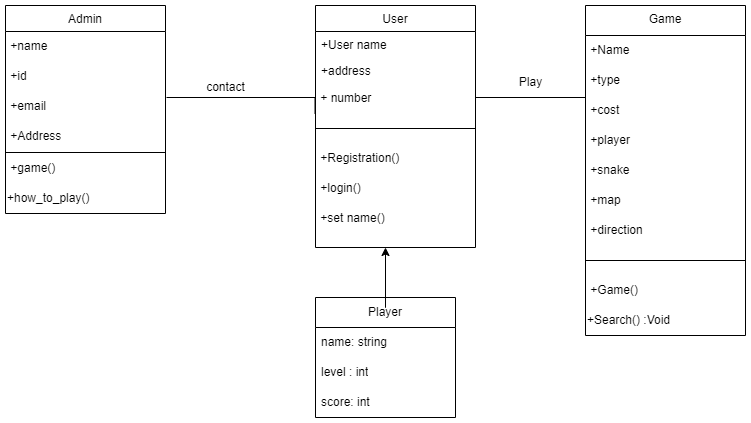 Admin
+name
+id
+email
+Address
+game()
+how_to_play()
contact
User
+User name
+address
+ number
+Registration()
+login()
+set name()
Play
Game
+Name
+type
+cost
+player
+snake
+map
+direction
+Game()
+Search() :Void
Player
name: string
level : int
score: int